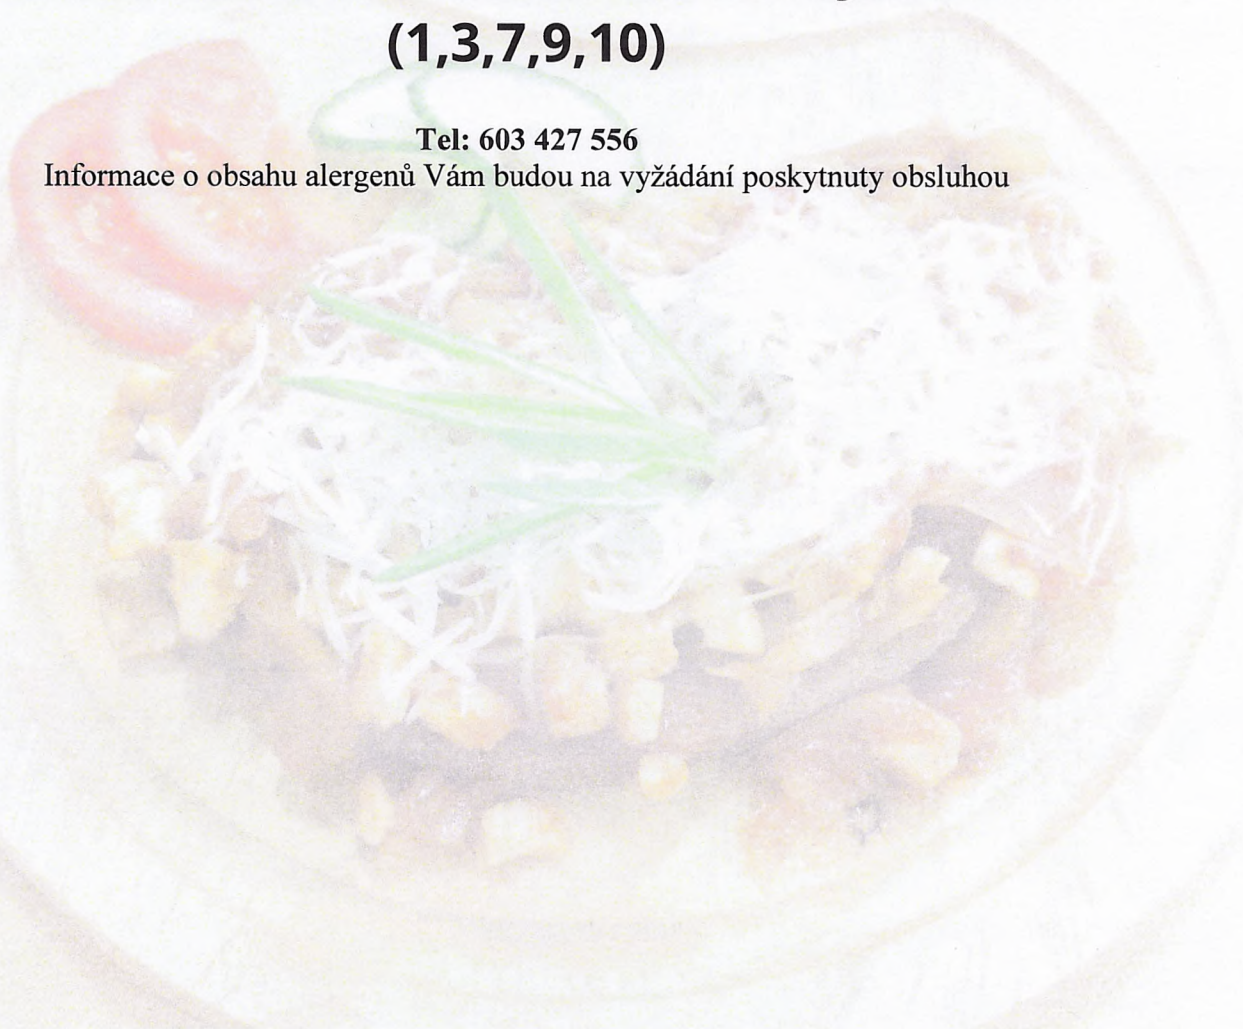 (1,3,7,9,10)
Tel: 603 427 556
Informace o obsahu alergenů Vám budou na vyžádání poskytnuty obsluhou